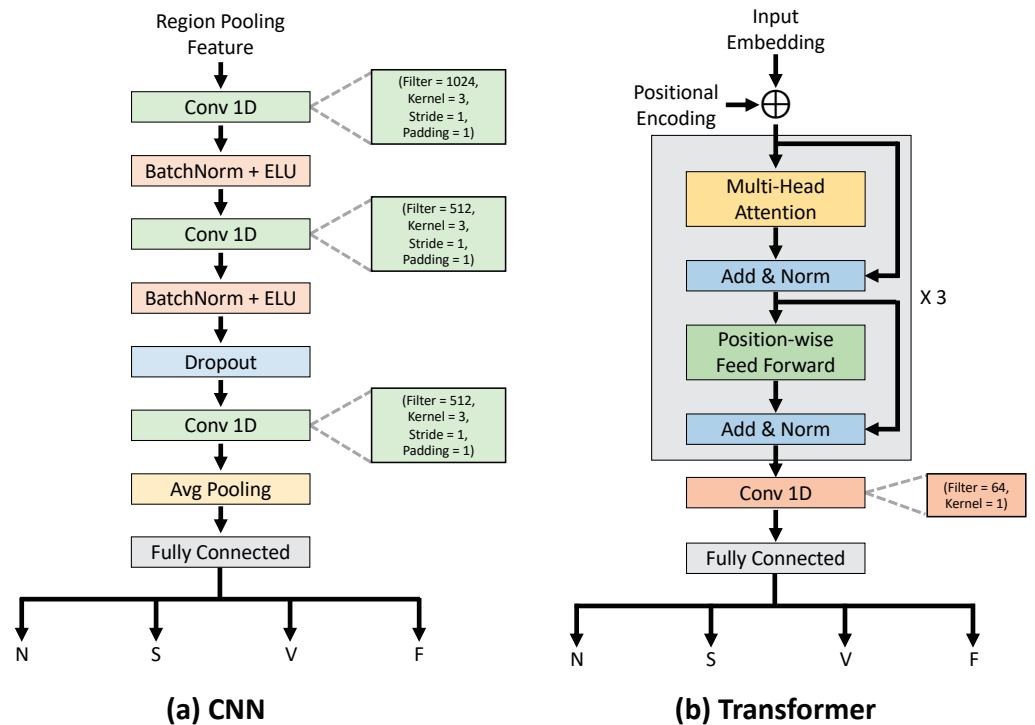 Region Pooling
Feature
Conv 1D
(Filter = 1024,
Kernel = 3,
Stride = 1,
Padding = 1)
BatchNorm + ELU
Conv 1D
(Filter = 512,
Kernel = 3,
Stride = 1,
Padding = 1)
BatchNorm + ELU
Dropout
Conv 1D
(Filter = 512,
Kernel = 3,
Stride = 1,
Padding = 1)
Avg Pooling
Fully Connected
N S V F
(a) CNN
Input
Embedding
Positional
Encoding
Multi-Head
Attention
Add & Norm
X 3
Position-wise
Feed Forward
Add & Norm
Conv 1D
(Filter = 64,
Kernel = 1)
Fully Connected
N S V F
(b) Transformer